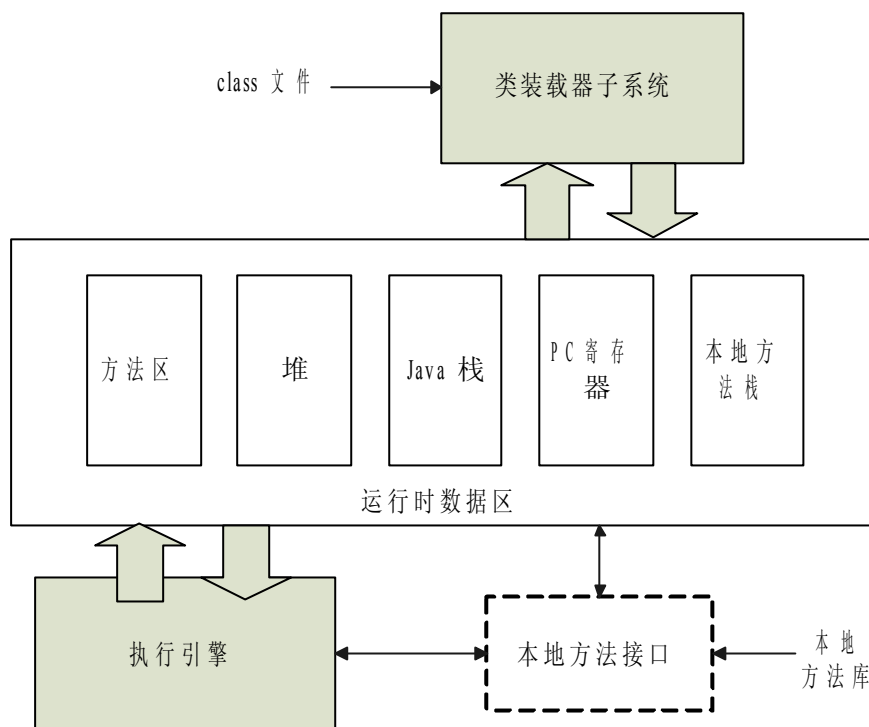 class 文件
类装载器子系统
方法区
堆
Java 栈
PC寄存
器
本地方
法栈
运行时数据区
执行引擎
本地方法接口
本地
方法库